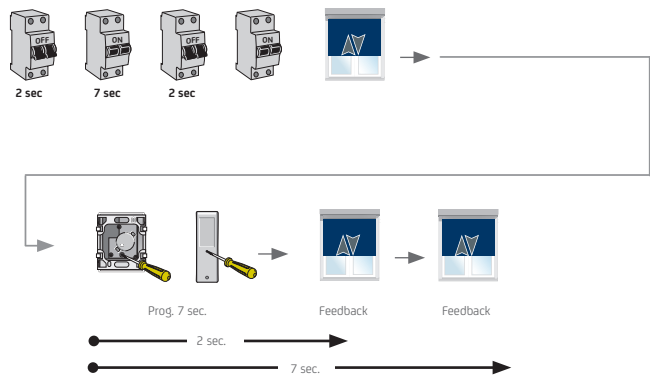 OFF ON OFF ON
2 sec 7 sec 2 sec
Prog. 7 sec. Feedback Feedback
2 sec.
7 sec.